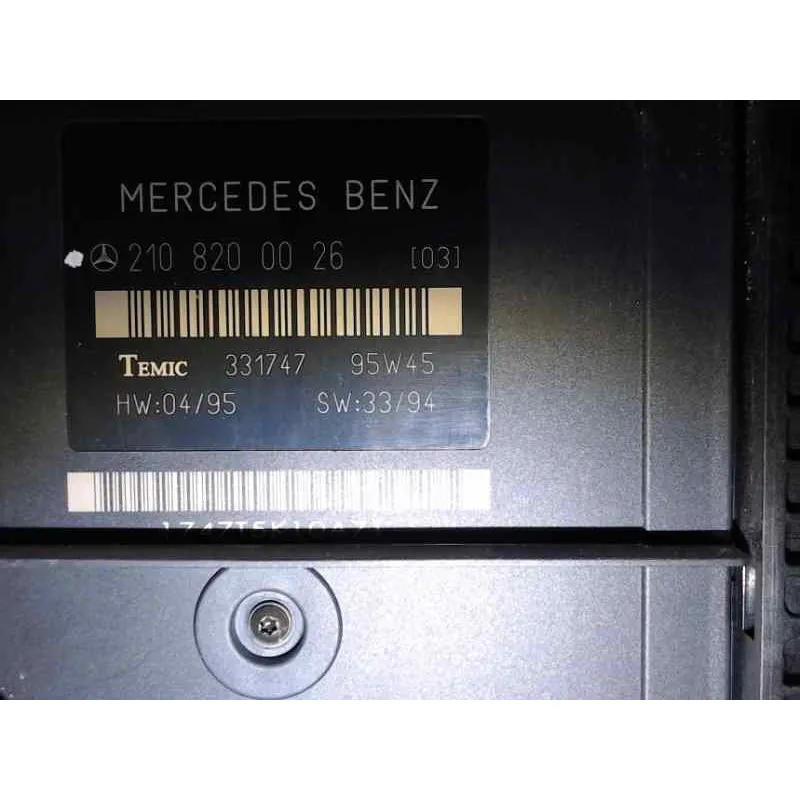 MERCEDES BENZ
210 820 00 26 [03]
TEMIC 331747 95W45
HW:04/95 SW:33/94